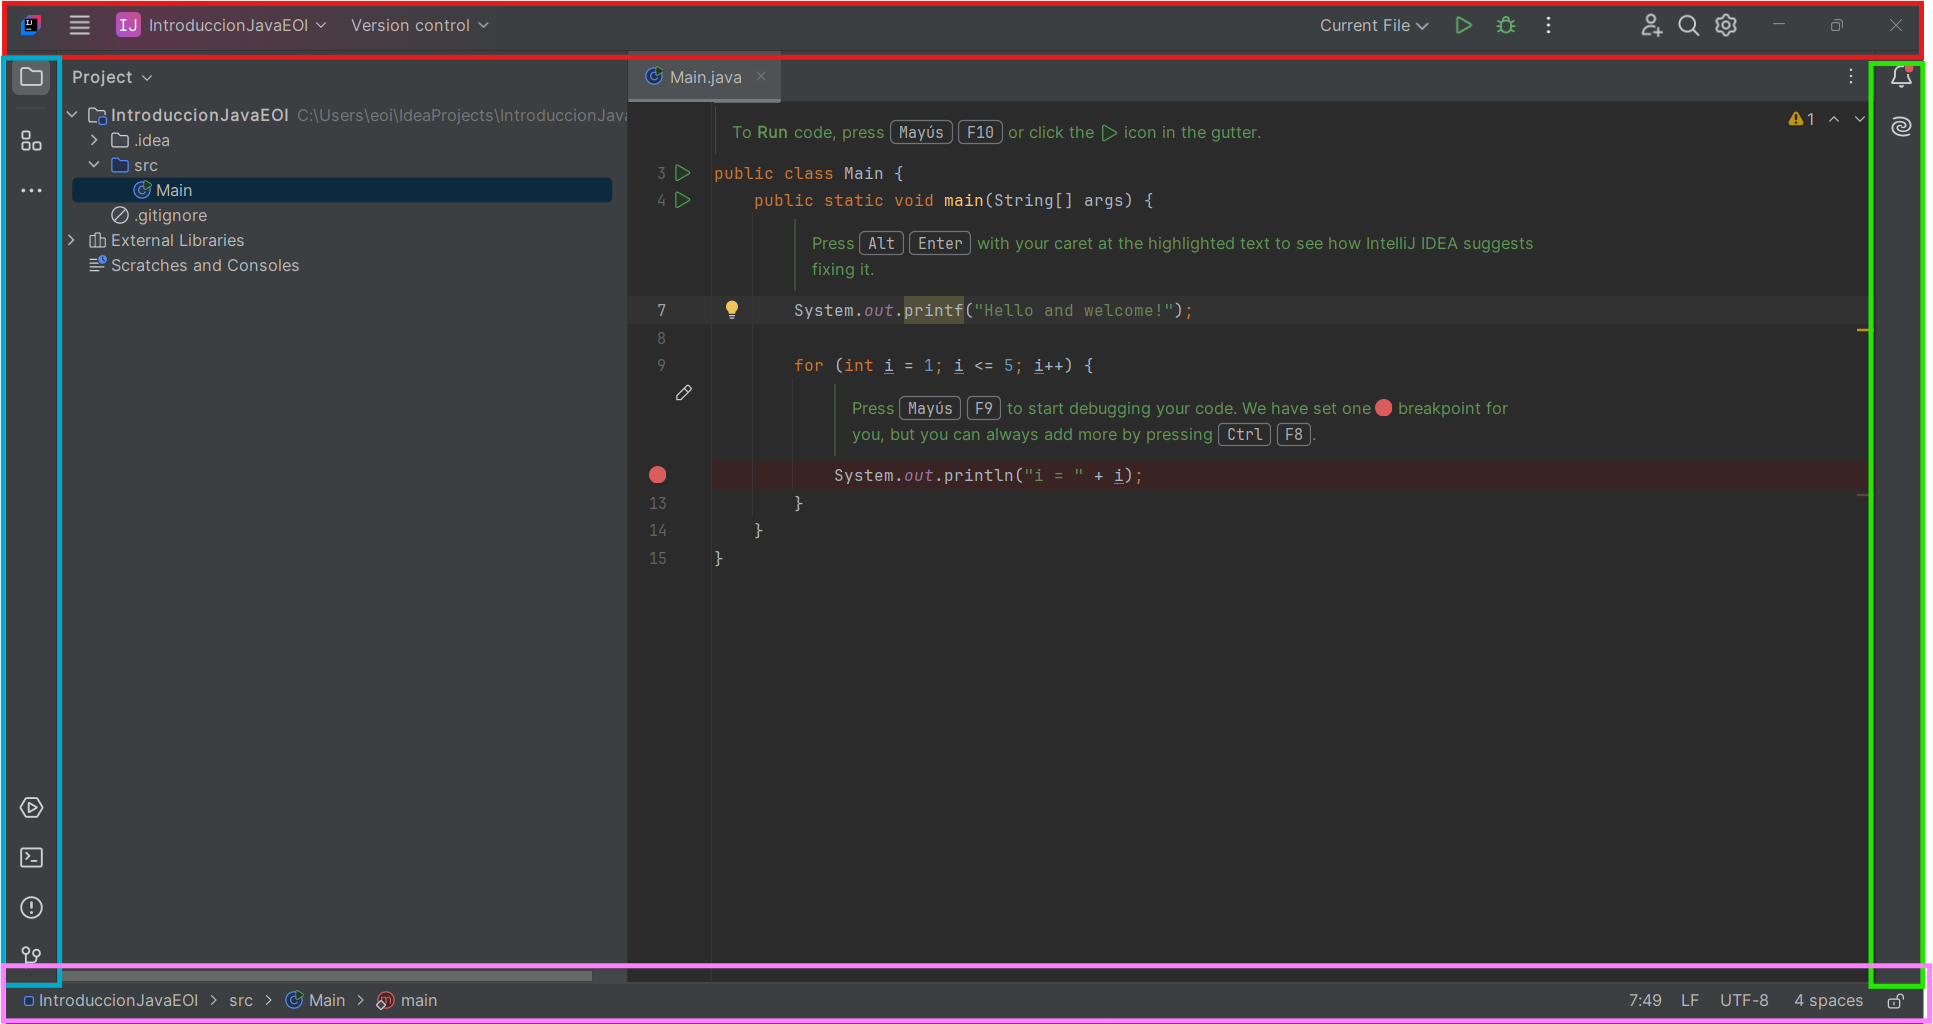 IJ IntroduccionJavaEOI Version control Current File
Project
Main.java
IntroduccionJavaEOI C:\Users\eoi\IdeaProjects\IntroduccionJava
.idea
src
Main
.gitignore
External Libraries
Scratches and Consoles
1
To Run code, press Mayús F10 or click the icon in the gutter.
3 public class Main {
4 public static void main(String[] args) {
Press Alt Enter with your caret at the highlighted text to see how IntelliJ IDEA suggests
fixing it.
7 System.out.printf("Hello and welcome!");
8
9 for (int i = 1; i <= 5; i++) {
Press Mayús F9 to start debugging your code. We have set one breakpoint for
you, but you can always add more by pressing Ctrl F8.
System.out.println("i = " + i);
13 }
14 }
15 }
IntroduccionJavaEOI > src > Main > main 7:49 LF UTF-8 4 spaces